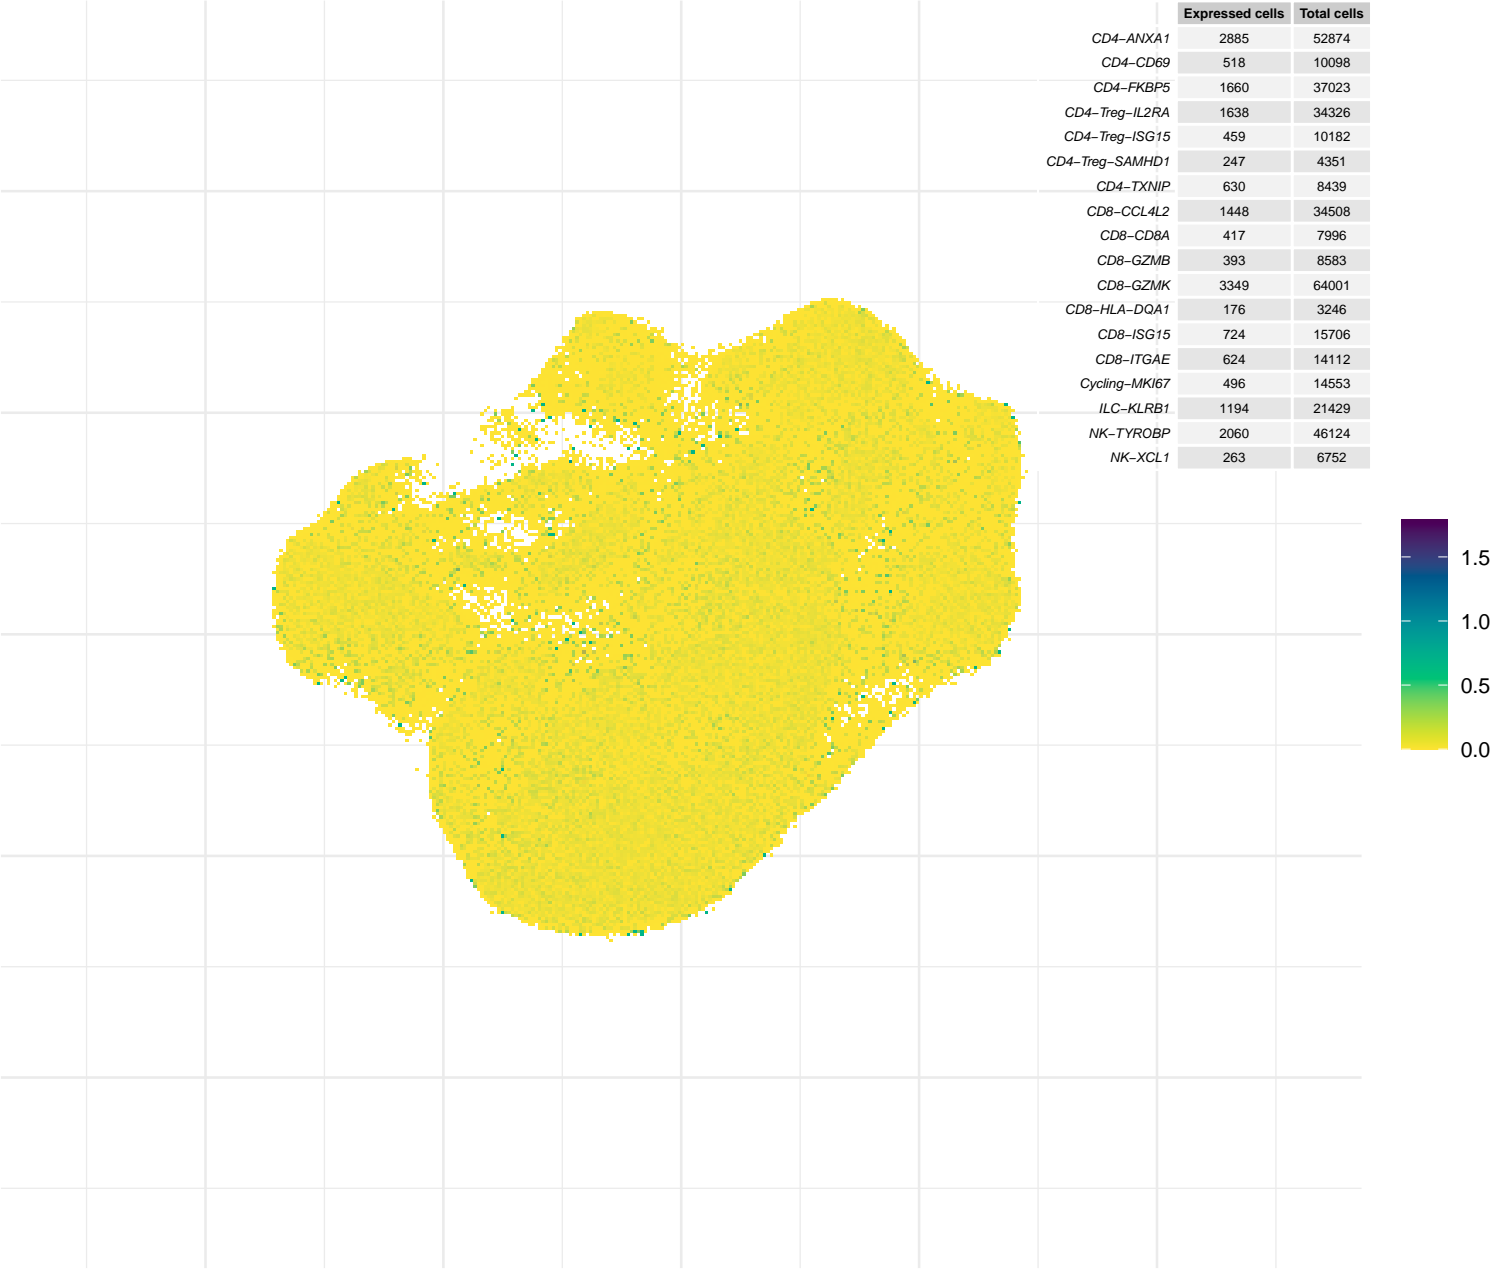 Expressed cells Total cells
CD4−ANXA1 2885 52874
CD4−CD69 518 10098
CD4−FKBP5 1660 37023
CD4−Treg−IL2RA 1638 34326
CD4−Treg−ISG15 459 10182
CD4−Treg−SAMHD1 247 4351
CD4−TXNIP 630 8439
CD8−CCL4L2 1448 34508
CD8−CD8A 417 7996
CD8−GZMB 393 8583
CD8−GZMK 3349 64001
CD8−HLA−DQA1 176 3246
CD8−ISG15 724 15706
CD8−ITGAE 624 14112
Cycling−MKI67 496 14553
ILC−KLRB1 1194 21429
NK−TYROBP 2060 46124
NK−XCL1 263 6752
1.5
1.0
0.5
0.0